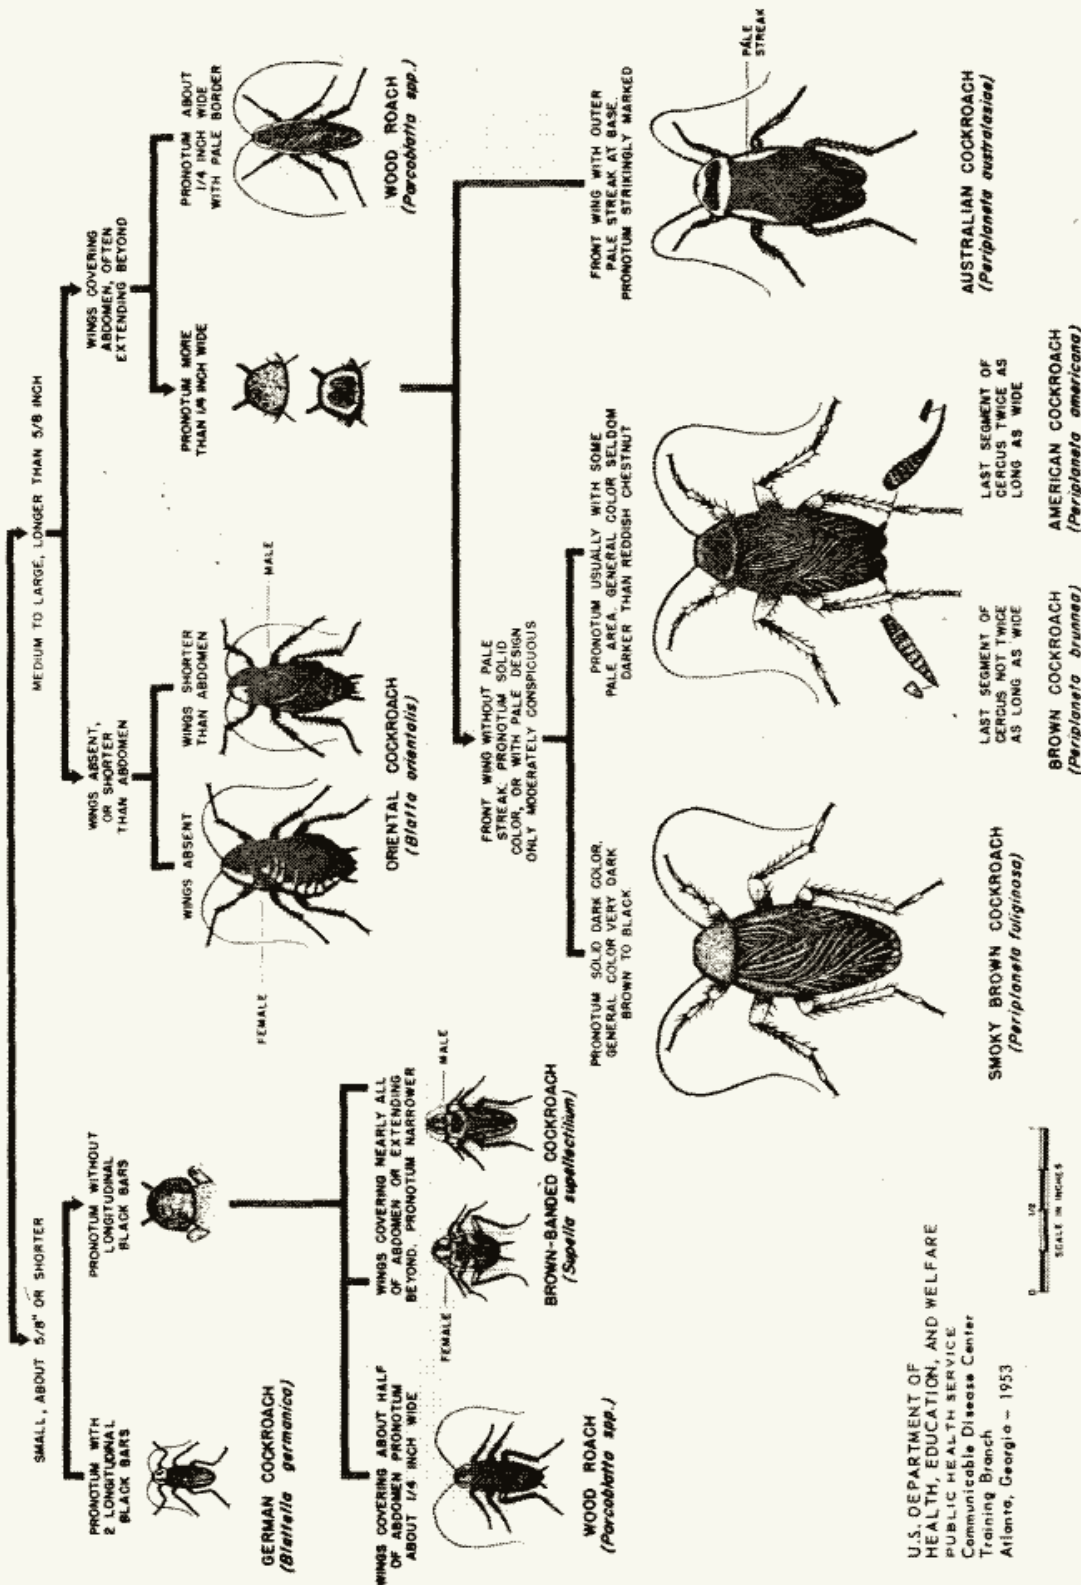 SMALL, ABOUT 5/8" OR SHORTER
MEDIUM TO LARGE, LONGER THAN 5/8 INCH
PRONOTUM WITH
2 LONGITUDINAL
BLACK BARS
GERMAN COCKROACH
(Blattella germanica)
PRONOTUM WITHOUT
LONGITUDINAL
BLACK BARS
WINGS COVERING ABOUT HALF
OF ABDOMEN PRONOTUM
ABOUT 1/4 INCH WIDE
WOOD ROACH
(Parcoblatta spp.)
WINGS COVERING NEARLY ALL
OF ABDOMEN OR EXTENDING
BEYOND, PRONOTUM NARROWER
FEMALE
MALE
BROWN-BANDED COCKROACH
(Supella supellectilium)
WINGS ABSENT,
OR SHORTER
THAN ABDOMEN
WINGS ABSENT
WINGS SHORTER
THAN ABDOMEN
FEMALE
MALE
ORIENTAL COCKROACH
(Blatta orientalis)
WINGS COVERING
ABDOMEN, OFTEN
EXTENDING BEYOND
PRONOTUM MORE
THAN 1/4 INCH WIDE
PRONOTUM ABOUT
1/4 INCH WIDE
WITH PALE BORDER
WOOD ROACH
(Parcoblatta spp.)
FRONT WING WITHOUT PALE
STREAK. PRONOTUM SOLID
COLOR, OR WITH PALE DESIGN
ONLY MODERATELY CONSPICUOUS
FRONT WING WITH OUTER
PALE STREAK AT BASE.
PRONOTUM STRIKINGLY MARKED
PALE
STREAK
AUSTRALIAN COCKROACH
(Periplaneta australasiae)
PRONOTUM SOLID DARK COLOR,
GENERAL COLOR VERY DARK
BROWN TO BLACK
SMOKY BROWN COCKROACH
(Periplaneta fuliginosa)
PRONOTUM USUALLY WITH SOME
PALE AREA. GENERAL COLOR SELDOM
DARKER THAN REDDISH CHESTNUT
LAST SEGMENT OF
CERCUS NOT TWICE
AS LONG AS WIDE
BROWN COCKROACH
(Periplaneta brunnea)
LAST SEGMENT OF
CERCUS TWICE AS
LONG AS WIDE
AMERICAN COCKROACH
(Periplaneta americana)
U.S. DEPARTMENT OF
HEALTH, EDUCATION, AND WELFARE
PUBLIC HEALTH SERVICE
Communicable Disease Center
Training Branch
Atlanta, Georgia – 1953
0 1/2 1
SCALE IN INCHES